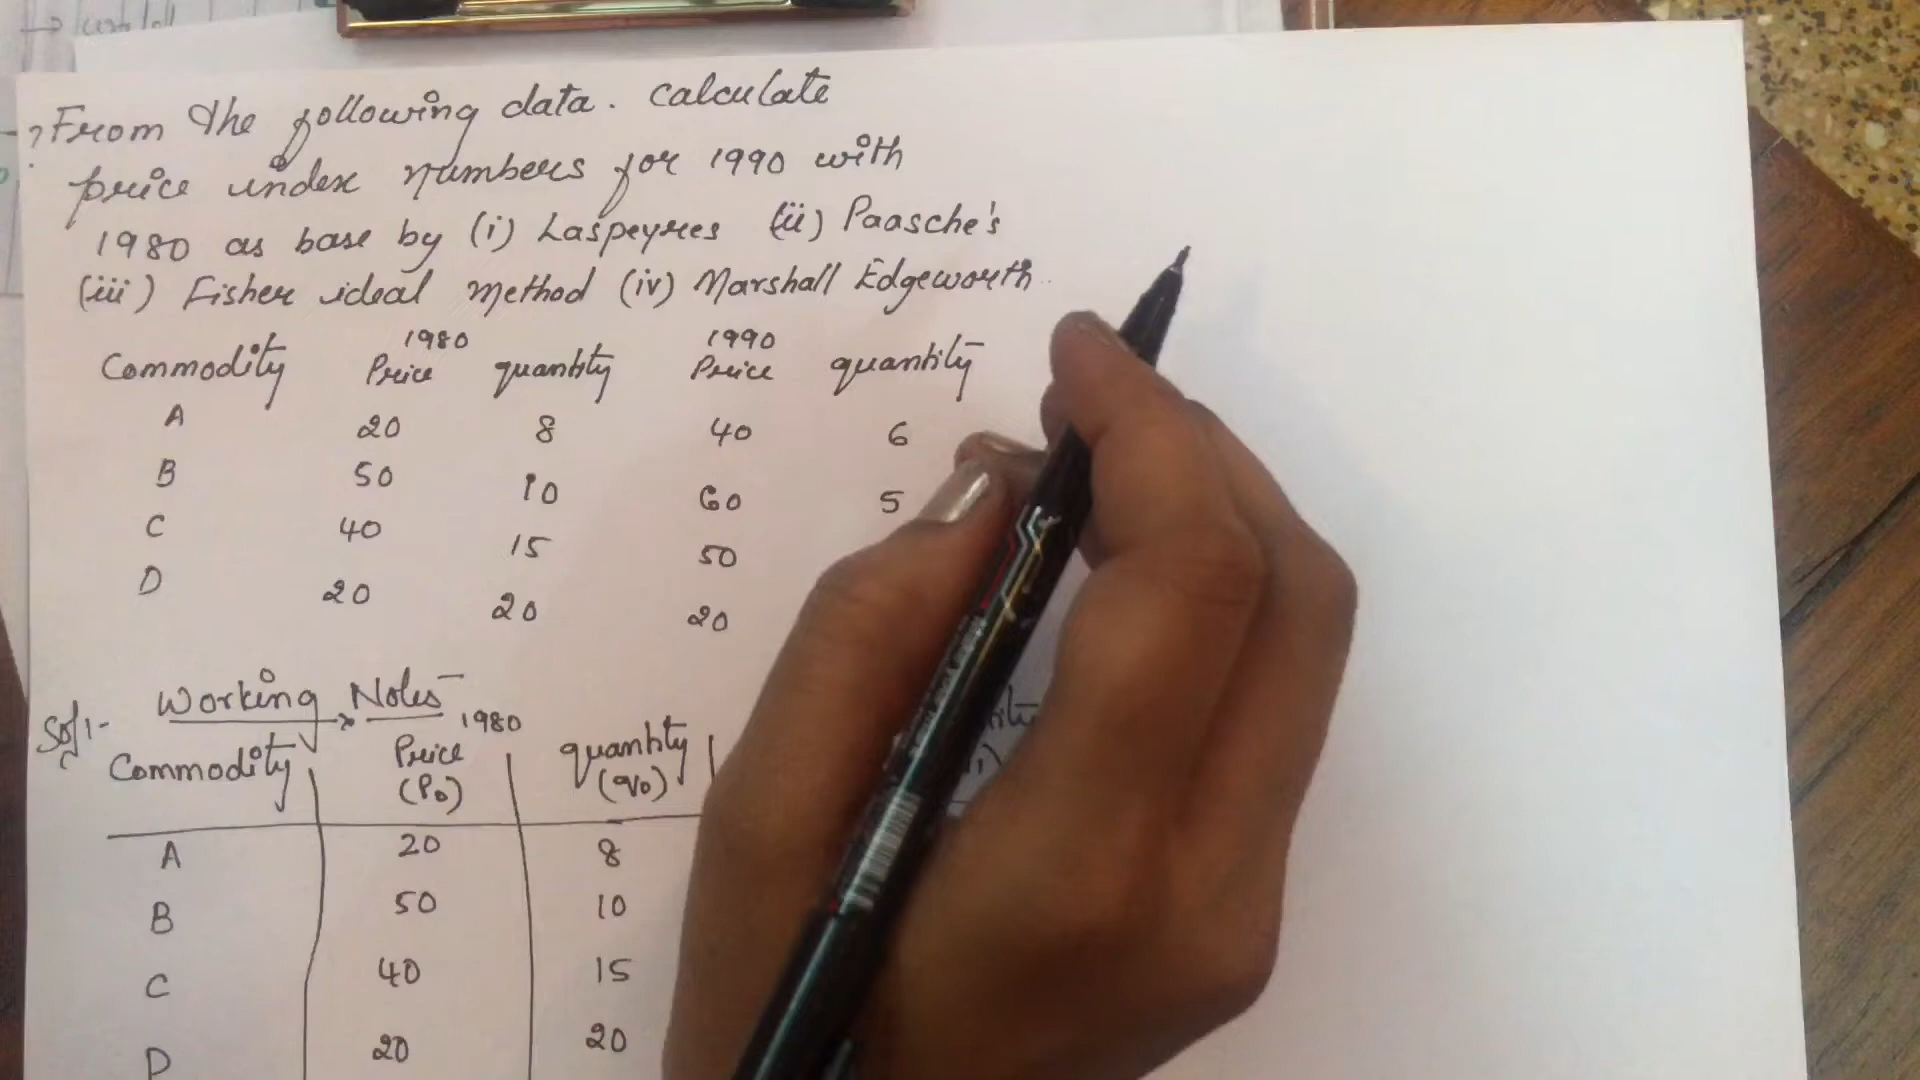 From the following data. calculate
price index numbers for 1990 with
1980 as base by (i) Laspeyres (ii) Paasche's
(iii) Fisher ideal method (iv) Marshall Edgeworth.
1980 1990
Commodity Price quantity Price quantity
A 20 8 40 6
B 50 10 60 5
C 40 15 50
D 20 20 20
Working Notes
Sol:- 1980
Commodity Price quantity
(P0) (q0)
A 20 8
B 50 10
C 40 15
D 20 20